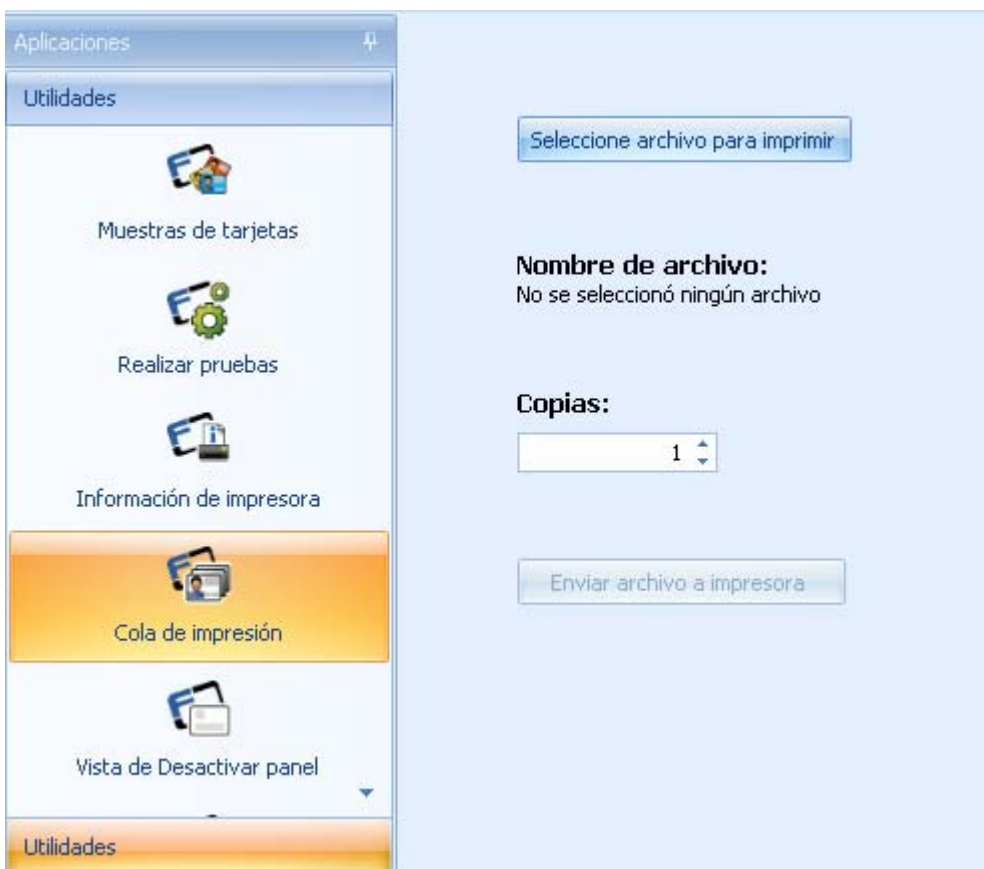 Aplicaciones
Utilidades
Muestras de tarjetas
Realizar pruebas
Información de impresora
Cola de impresión
Vista de Desactivar panel
Utilidades
Seleccione archivo para imprimir
Nombre de archivo:
No se seleccionó ningún archivo
Copias:
1
Enviar archivo a impresora